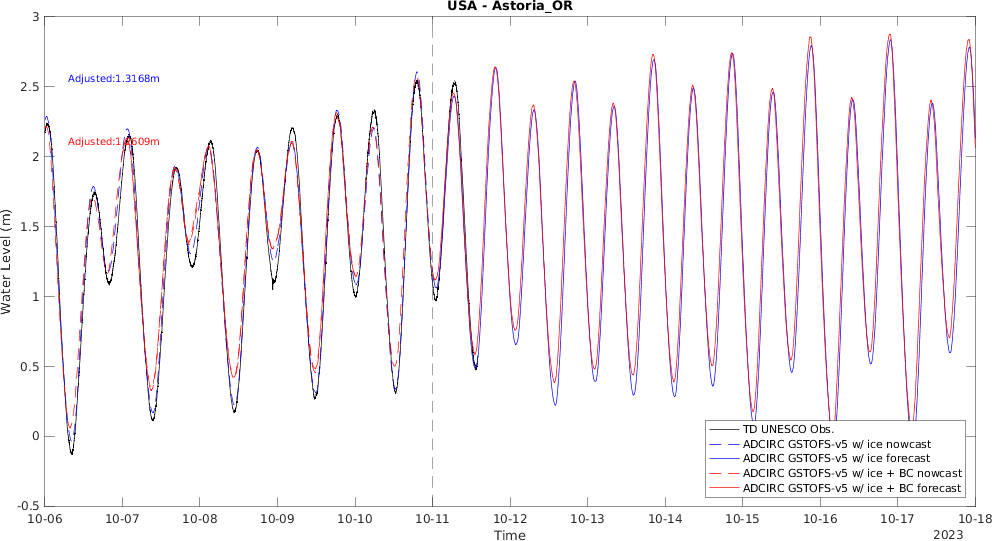 USA - Astoria_OR
3
2.5
2
1.5
1
0.5
0
-0.5
Water Level (m)
Adjusted:1.3168m
TD UNESCO Obs.
ADCIRC GSTOFS-v5 w/ ice nowcast
ADCIRC GSTOFS-v5 w/ ice forecast
ADCIRC GSTOFS-v5 w/ ice + BC nowcast
ADCIRC GSTOFS-v5 w/ ice + BC forecast
10-06 10-07 10-08 10-09 10-10 10-11 10-12 10-13 10-14 10-15 10-16 10-17 10-18
Time
2023